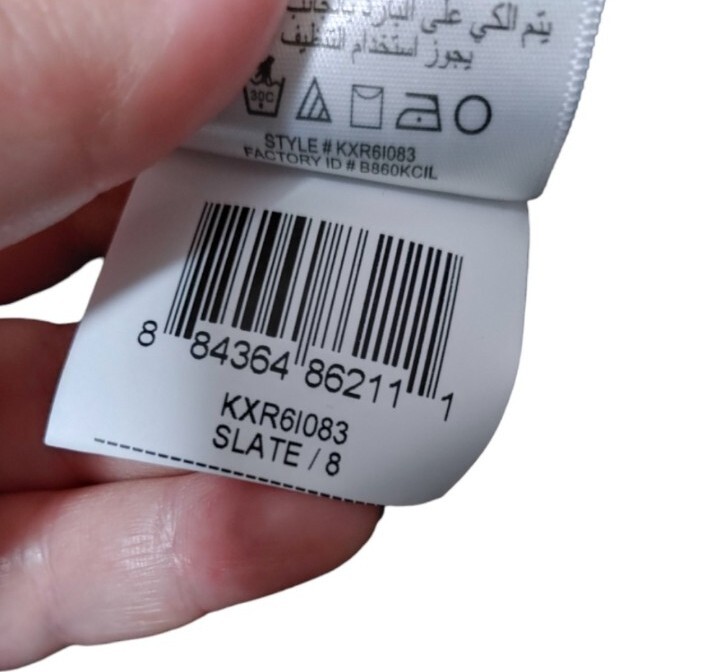 يتم الكي على البارد بالجانب
يجوز استخدام التنظيف
30C
STYLE # KXR6I083
FACTORY ID # B860KCIL
8 84364 86211 1
KXR6I083
SLATE / 8